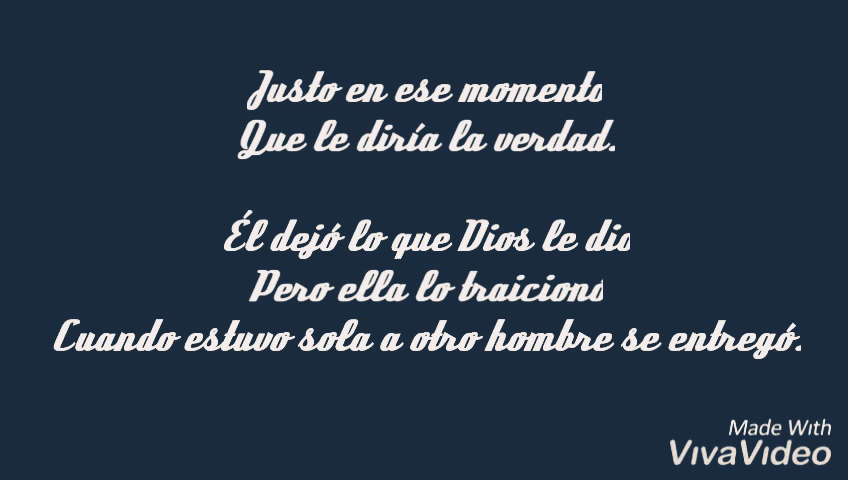 Justo en ese momento
Que le diría la verdad.
Él dejó lo que Dios le dio
Pero ella lo traicionó
Cuando estuvo sola a otro hombre se entregó.
Made With
VivaVideo